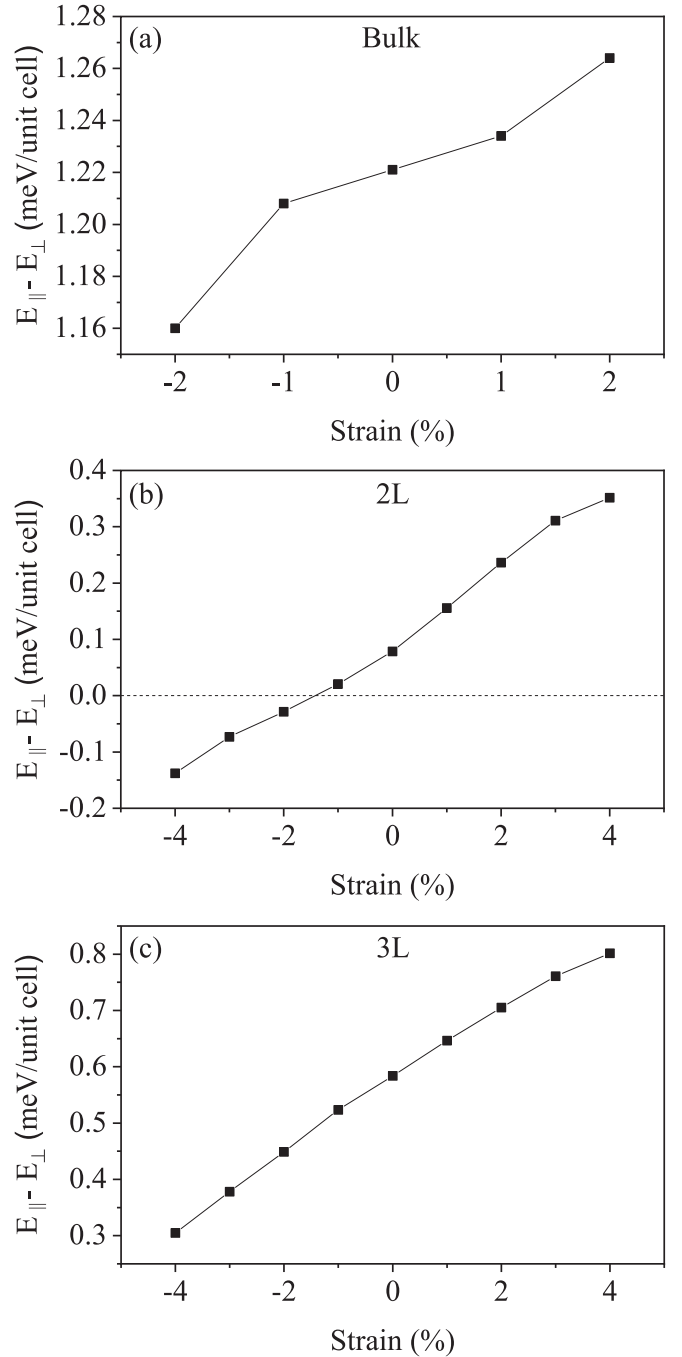 (a) Bulk
1.28
1.26
1.24
1.22
1.20
1.18
1.16
E∥- E⊥ (meV/unit cell)
-2 -1 0 1 2
Strain (%)
(b) 2L
0.4
0.3
0.2
0.1
0.0
-0.1
-0.2
E∥- E⊥ (meV/unit cell)
-4 -2 0 2 4
Strain (%)
(c) 3L
0.8
0.7
0.6
0.5
0.4
0.3
E∥- E⊥ (meV/unit cell)
-4 -2 0 2 4
Strain (%)